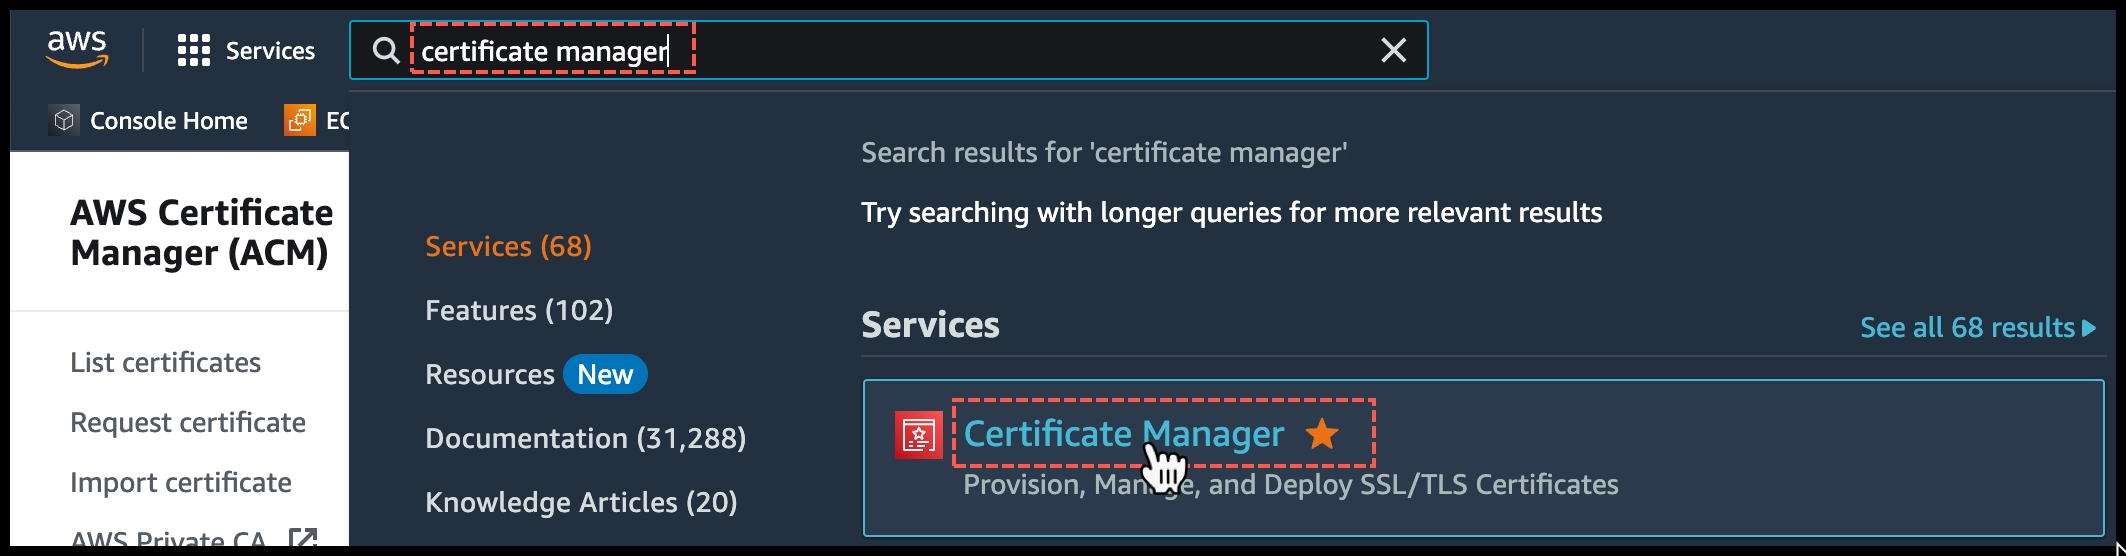 aws
Services
certificate manager
Console Home
EC
AWS Certificate
Manager (ACM)
List certificates
Request certificate
Import certificate
AWS Private CA
Services (68)
Features (102)
Resources New
Documentation (31,288)
Knowledge Articles (20)
Search results for 'certificate manager'
Try searching with longer queries for more relevant results
Services
See all 68 results
Certificate Manager
Provision, Manage, and Deploy SSL/TLS Certificates